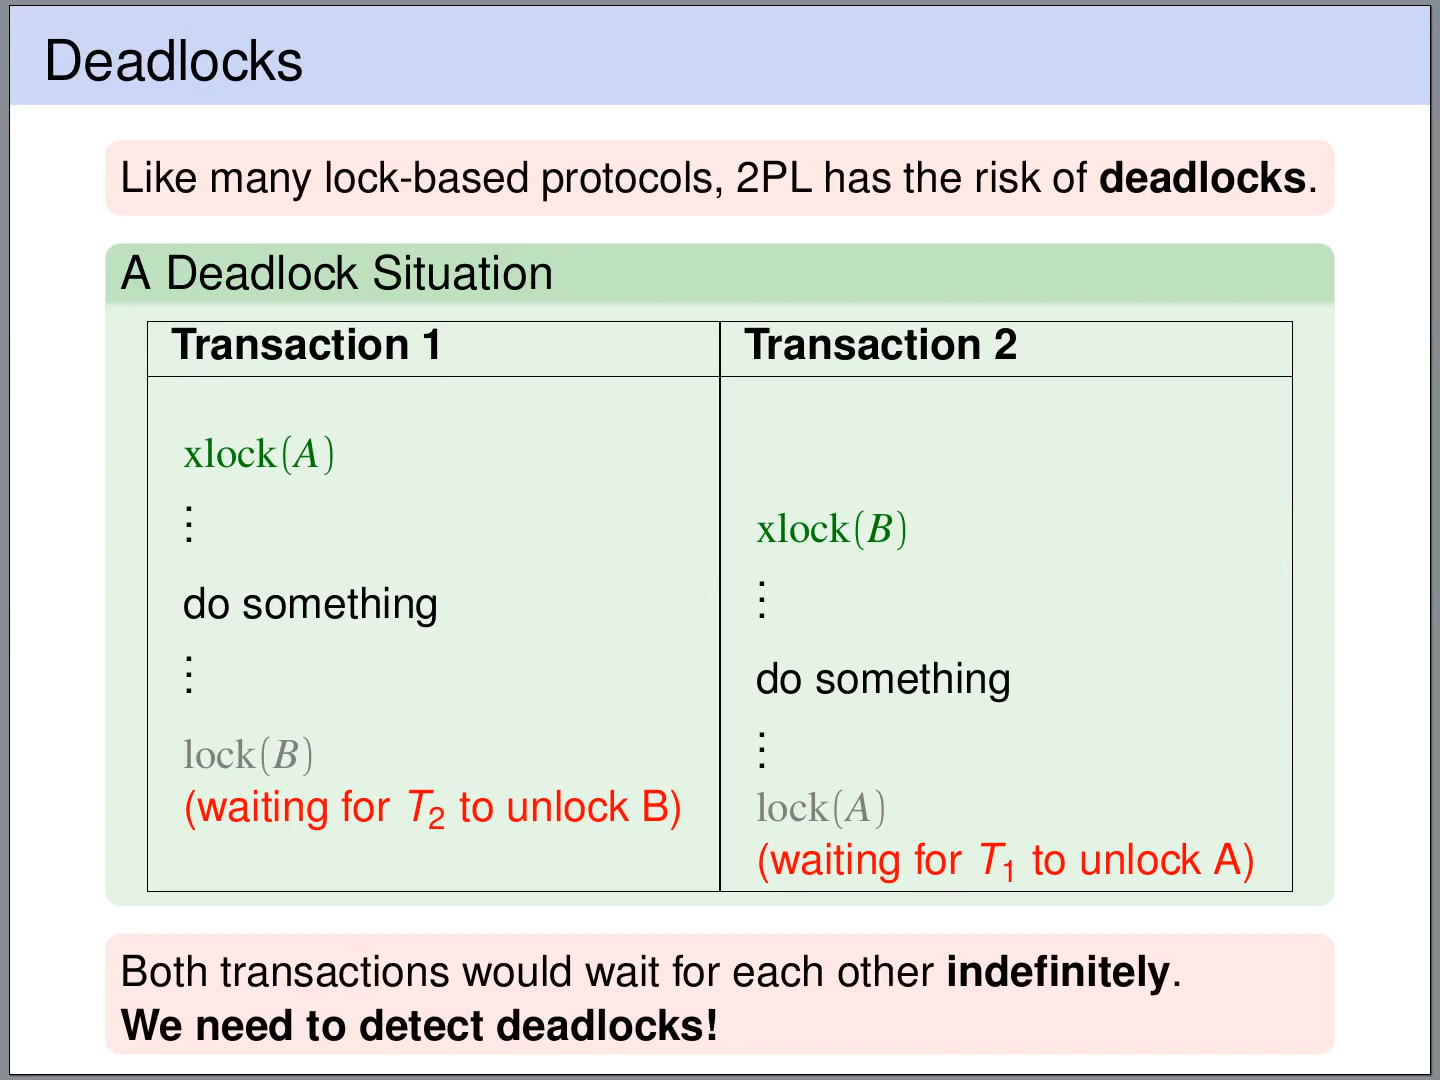 Deadlocks
Like many lock-based protocols, 2PL has the risk of deadlocks.
A Deadlock Situation
Transaction 1
Transaction 2
xlock(A)
⋮
xlock(B)
do something
⋮
⋮
do something
lock(B)
⋮
(waiting for T₂ to unlock B)
lock(A)
(waiting for T₁ to unlock A)
Both transactions would wait for each other indefinitely.
We need to detect deadlocks!